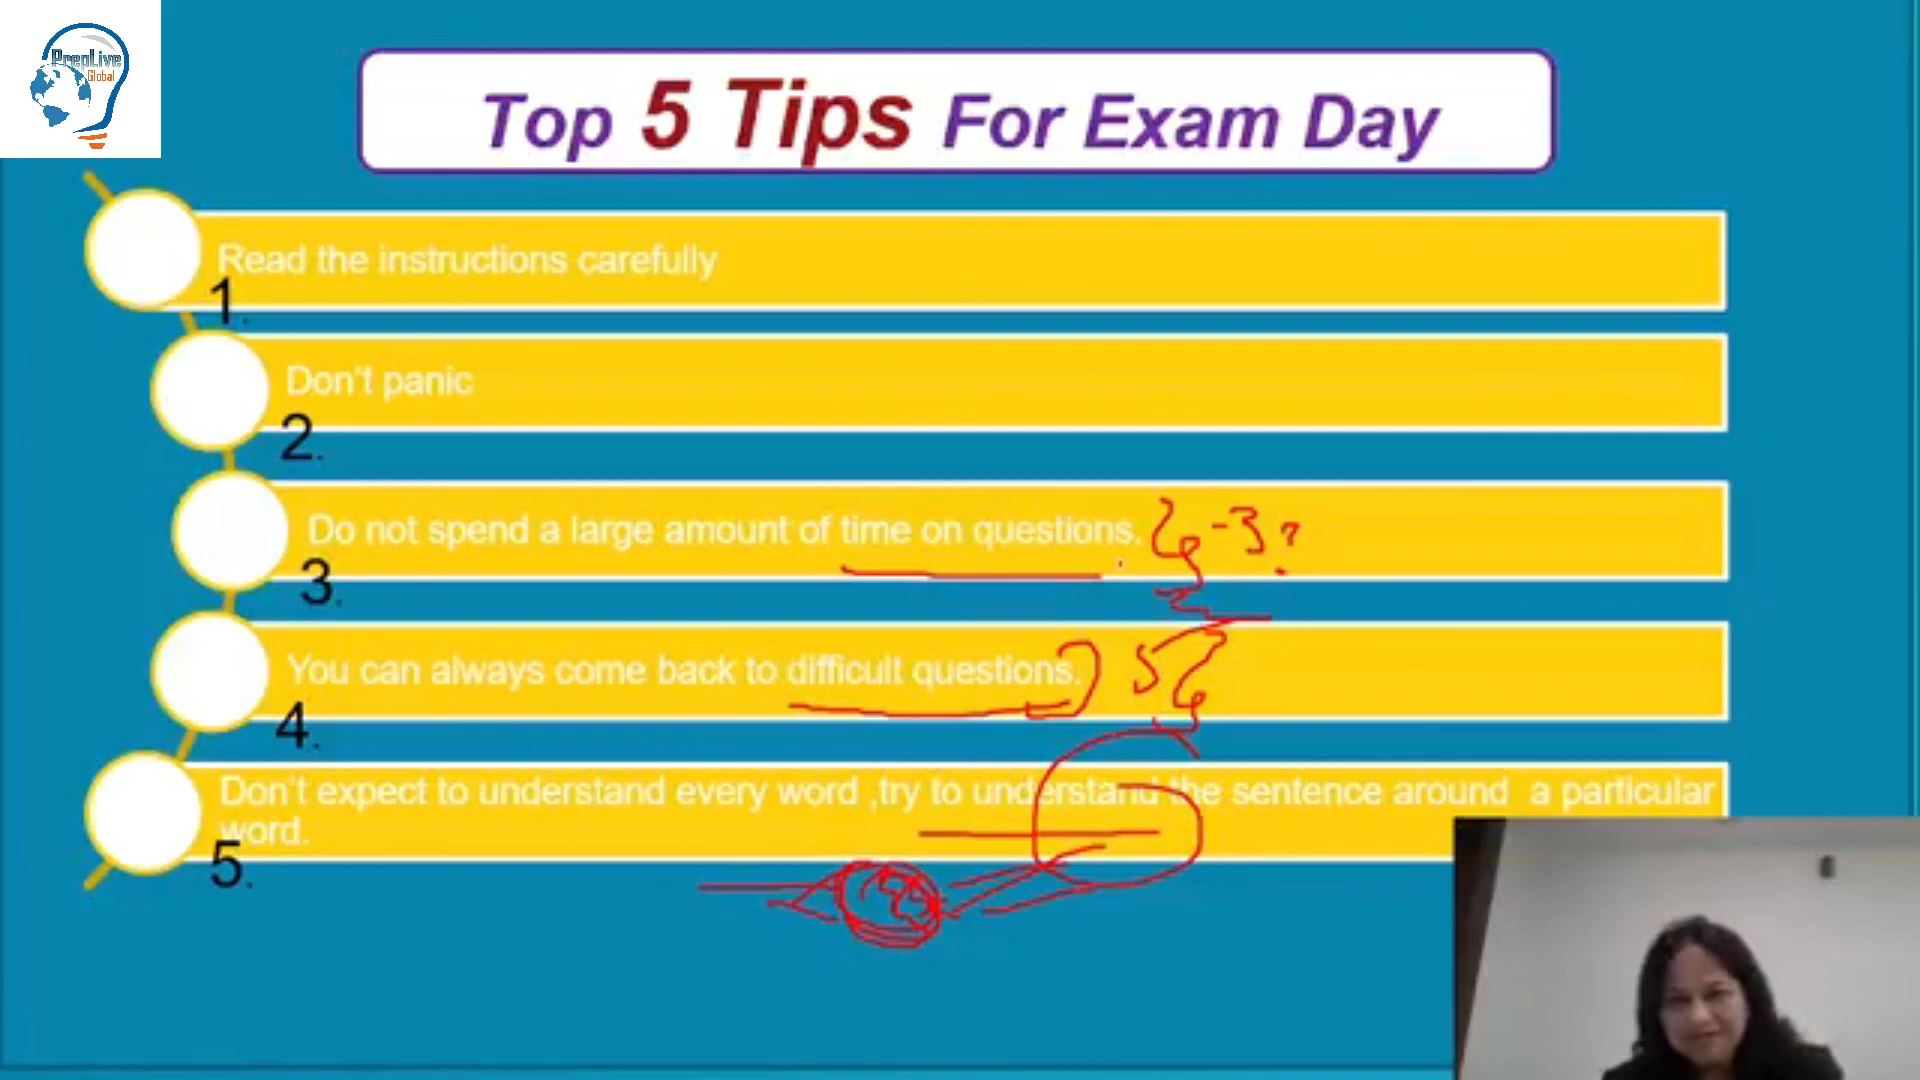 PrepLive
Global
Top 5 Tips For Exam Day
Read the instructions carefully
1.
Don't panic
2.
Do not spend a large amount of time on questions.
-3?
3.
You can always come back to difficult questions.
4.
Don't expect to understand every word ,try to understand the sentence around a particular
word.
5.